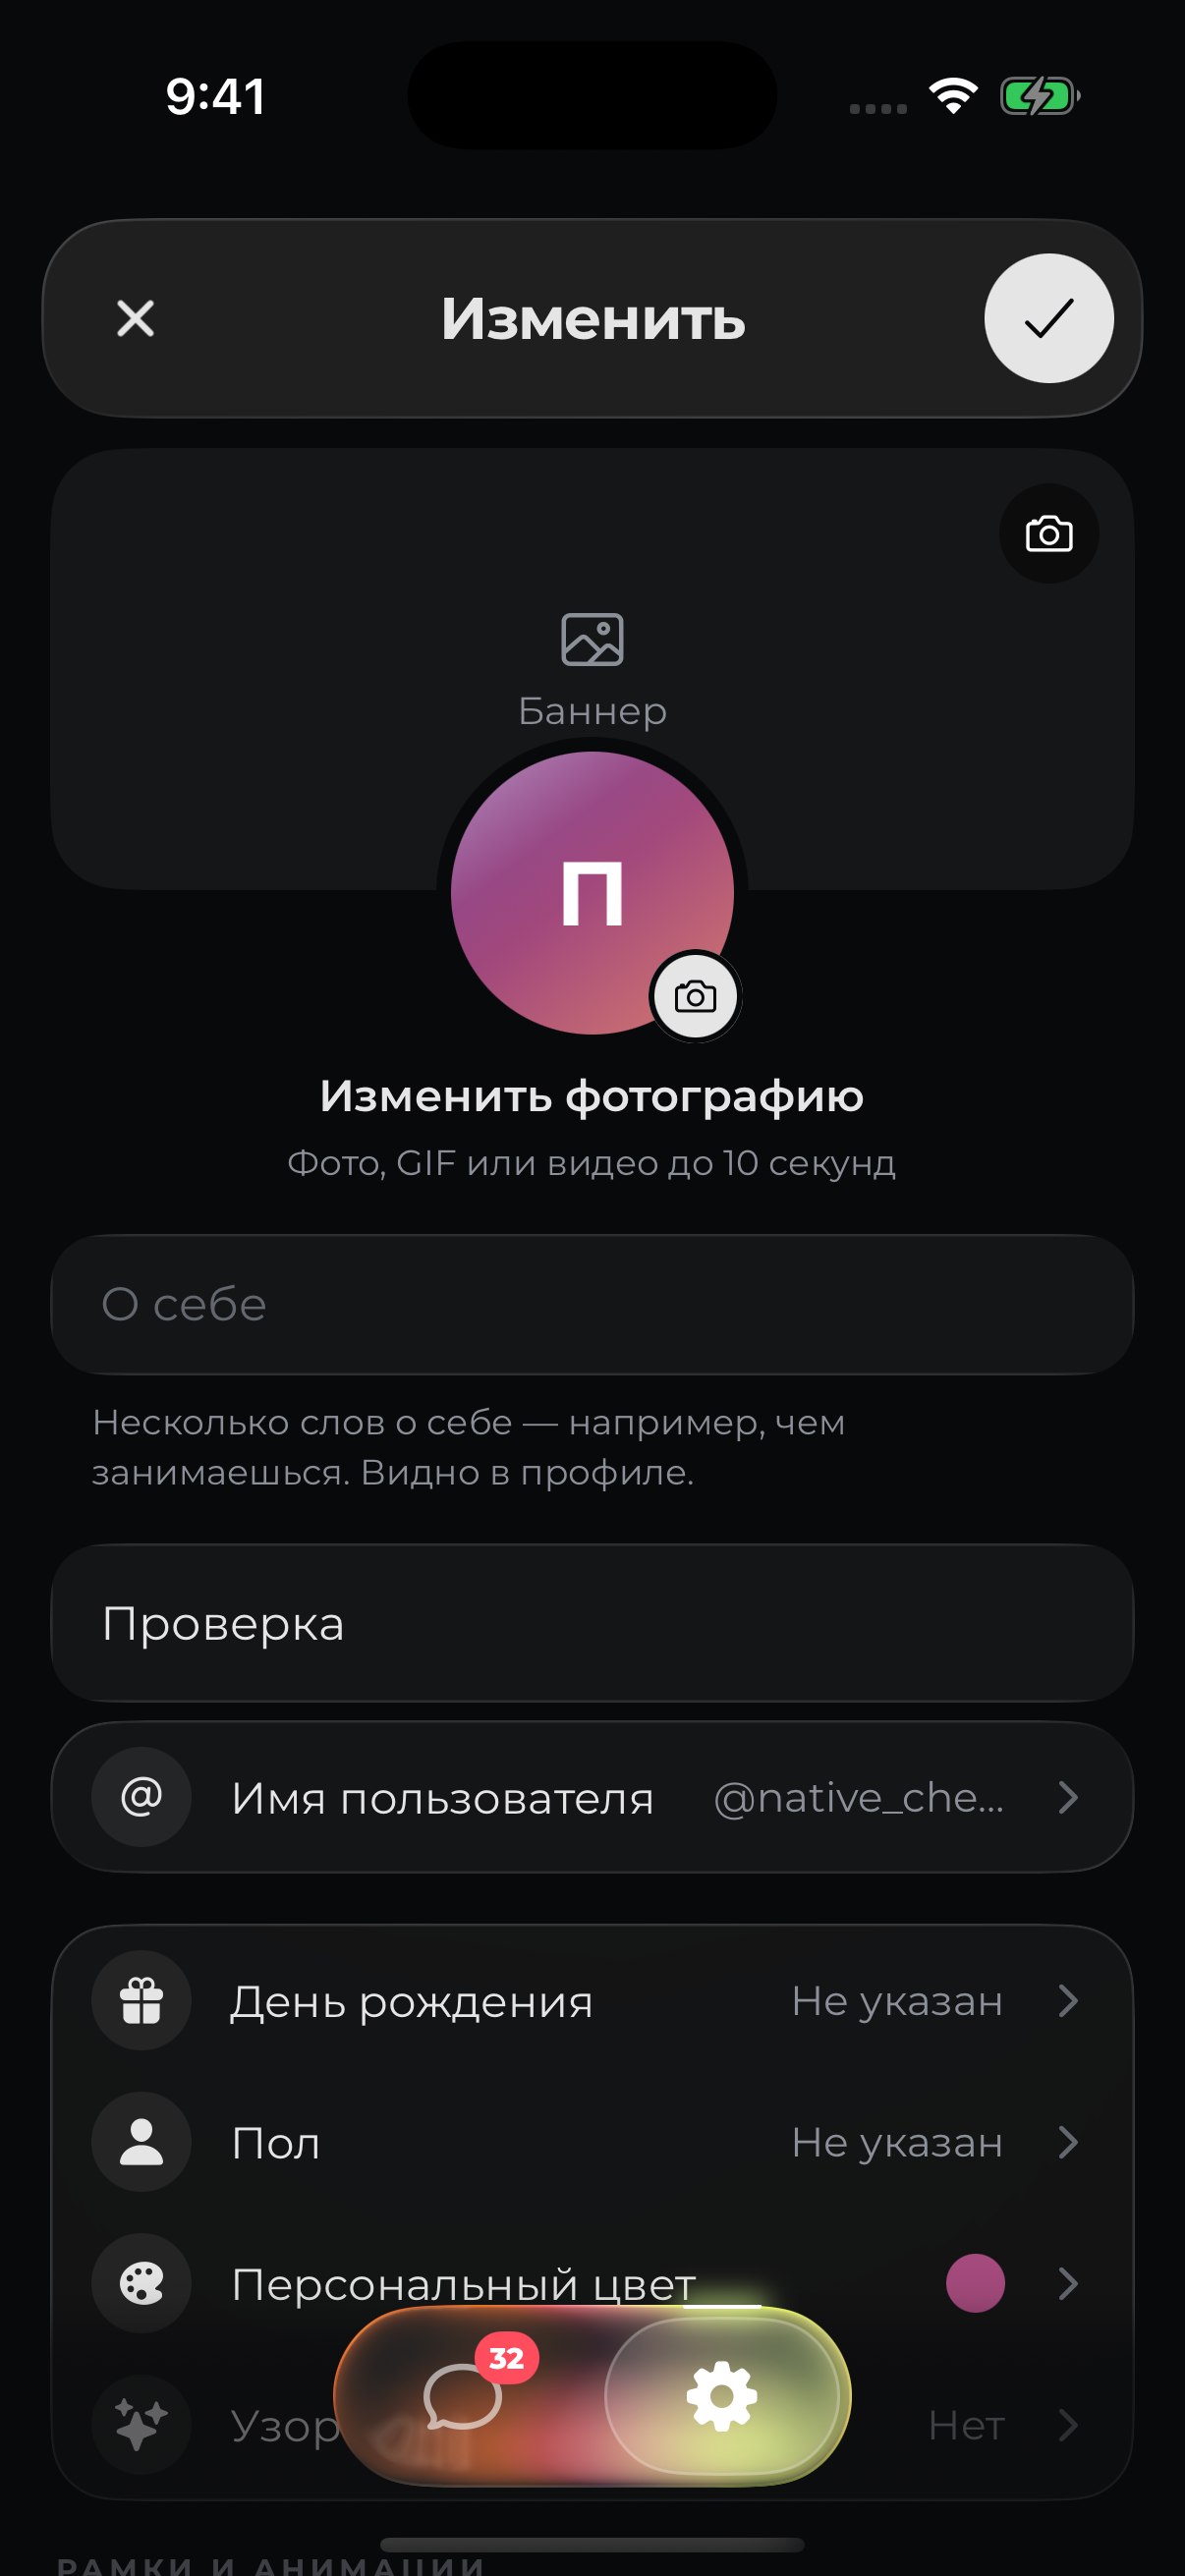 9:41
Изменить
Баннер
П
Изменить фотографию
Фото, GIF или видео до 10 секунд
О себе
Несколько слов о себе — например, чем
занимаешься. Видно в профиле.
Проверка
@ Имя пользователя @native_che...
День рождения Не указан
Пол Не указан
Персональный цвет
32
Узор Нет
РАМКИ И АНИМАЦИИ